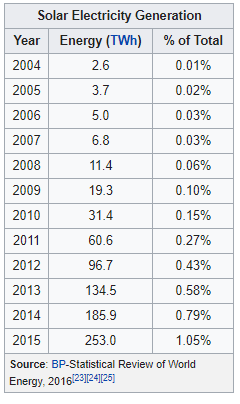 Solar Electricity Generation
Year Energy (TWh) % of Total
2004 2.6 0.01%
2005 3.7 0.02%
2006 5.0 0.03%
2007 6.8 0.03%
2008 11.4 0.06%
2009 19.3 0.10%
2010 31.4 0.15%
2011 60.6 0.27%
2012 96.7 0.43%
2013 134.5 0.58%
2014 185.9 0.79%
2015 253.0 1.05%
Source: BP-Statistical Review of World
Energy, 2016[23][24][25]